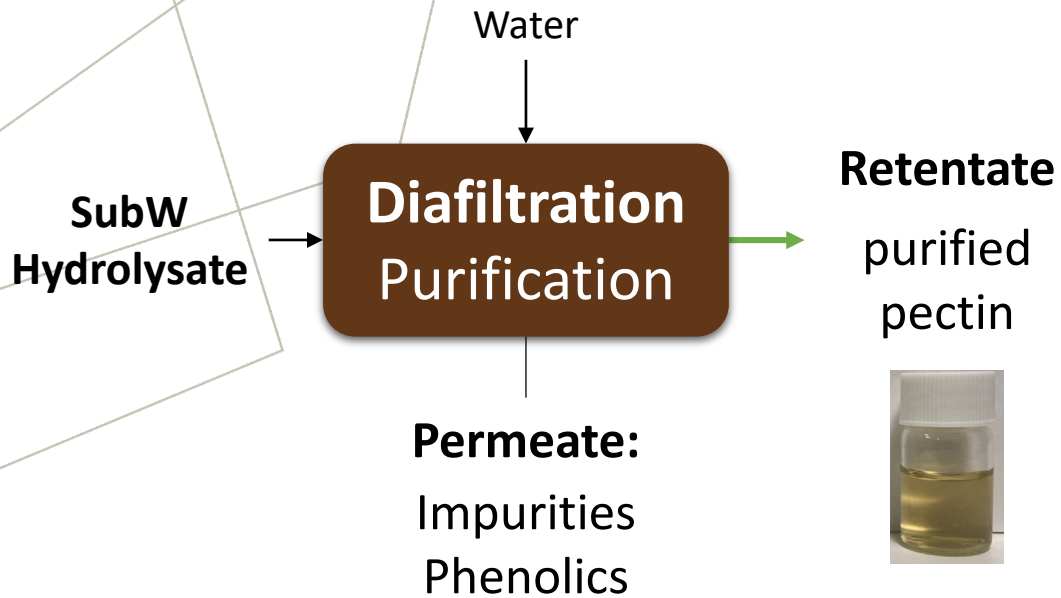 Water
SubW
Hydrolysate
Diafiltration
Purification
Retentate
purified
pectin
Permeate:
Impurities
Phenolics